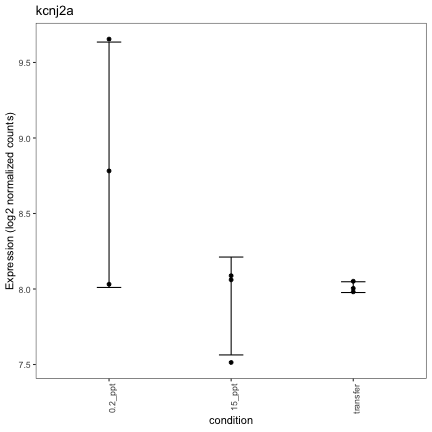 kcnj2a
Expression (log2 normalized counts)
9.5
9.0
8.5
8.0
7.5
0.2_ppt
15_ppt
transfer
condition